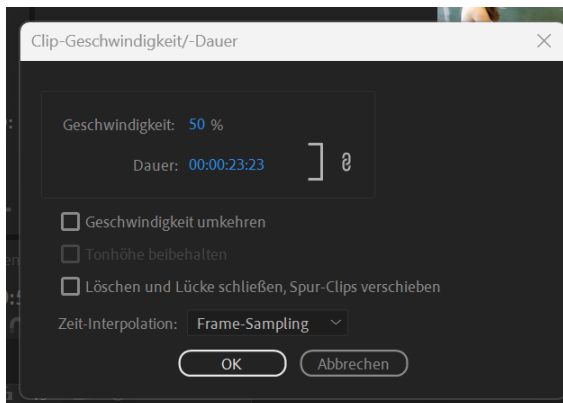 Clip-Geschwindigkeit/-Dauer
Geschwindigkeit: 50 %
Dauer: 00:00:23:23
Geschwindigkeit umkehren
Tonhöhe beibehalten
Löschen und Lücke schließen, Spur-Clips verschieben
Zeit-Interpolation: Frame-Sampling
OK Abbrechen